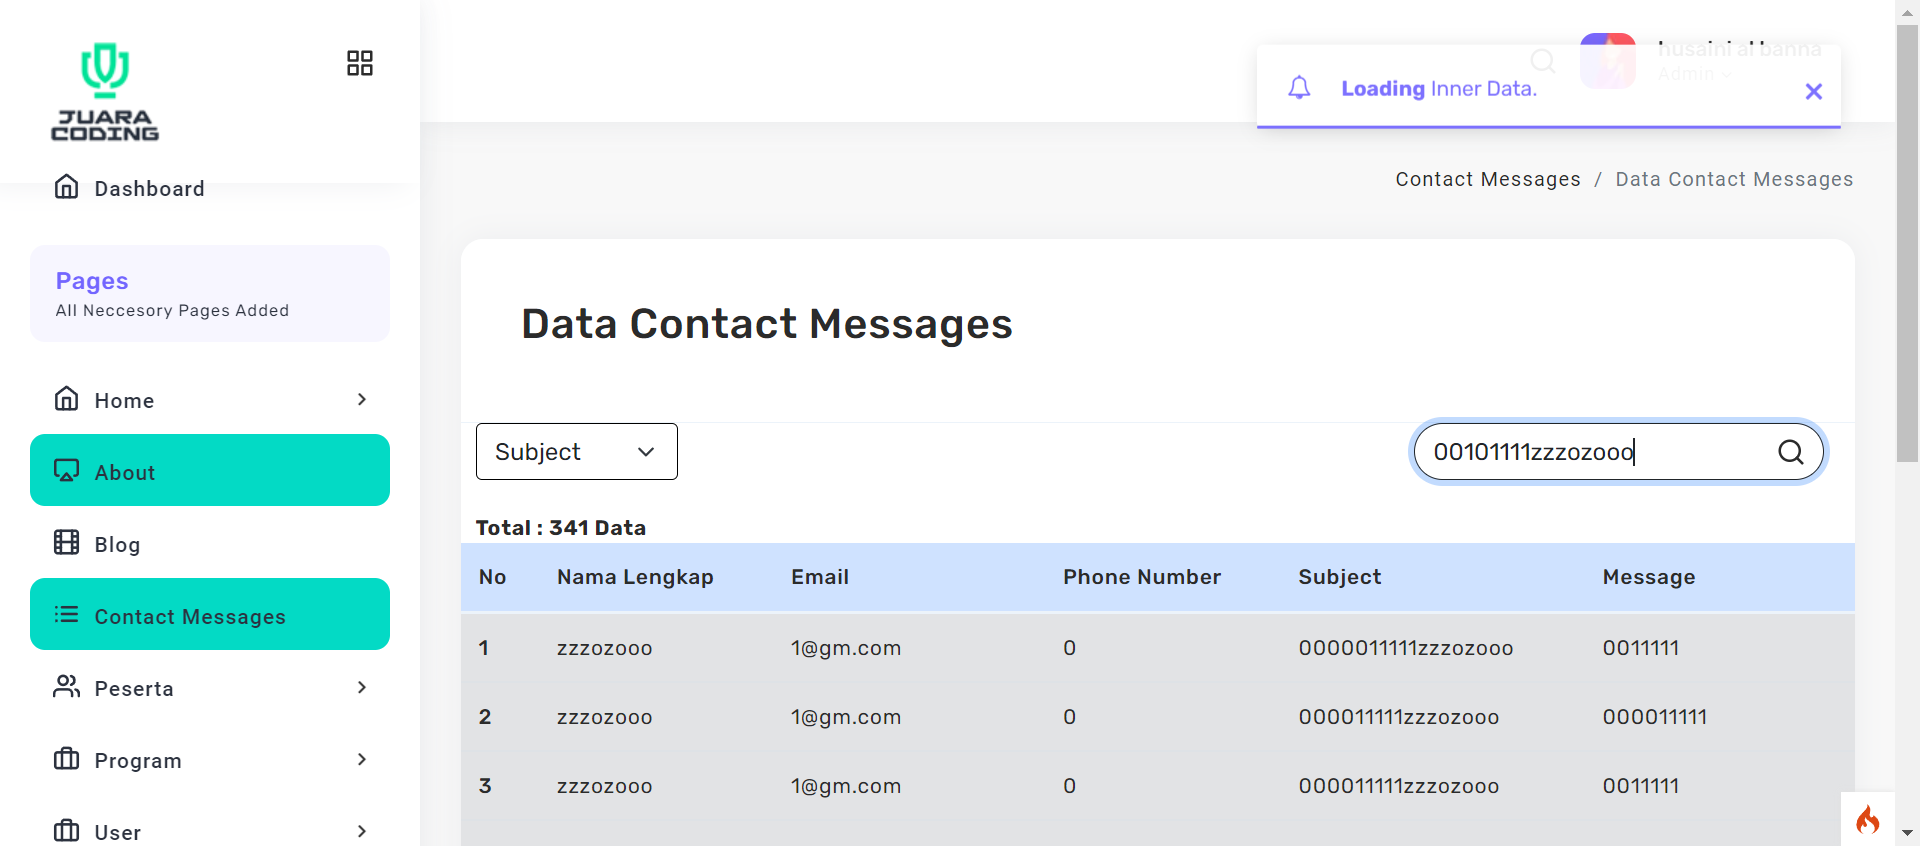 JUARA
CODING
Dashboard
Pages
All Neccesory Pages Added
Home
About
Blog
Contact Messages
Peserta
Program
User
husaini al banna
Admin
Loading Inner Data.
Contact Messages / Data Contact Messages
Data Contact Messages
Subject
00101111zzzozooo
Total : 341 Data
No Nama Lengkap Email Phone Number Subject Message
1 zzzozooo 1@gm.com 0 0000011111zzzozooo 0011111
2 zzzozooo 1@gm.com 0 000011111zzzozooo 000011111
3 zzzozooo 1@gm.com 0 000011111zzzozooo 0011111